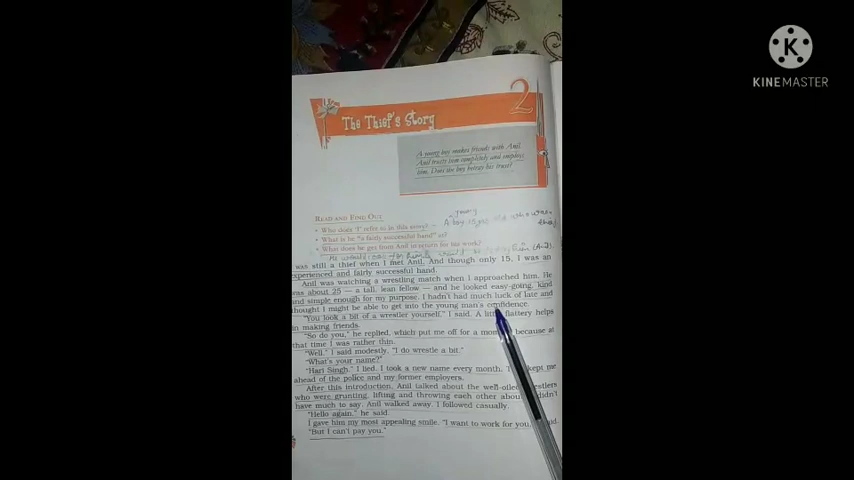 KINEMASTER
2
The Thief's Story
A young boy makes friends with Anil.
Anil trusts him completely and employs
him. Does the boy betray his trust?
READ AND FIND OUT
young
• Who does 'I' refer to in this story?
A boy
• What is he "a fairly successful hand" at?
• What does he get from Anil in return for his work?
(Anil)
I was still a thief when I met Anil. And though only 15, I was an
experienced and fairly successful hand.
Anil was watching a wrestling match when I approached him. He
was about 25 — a tall, lean fellow — and he looked easy-going, kind
and simple enough for my purpose. I hadn't had much luck of late and
thought I might be able to get into the young man's confidence.
"You look a bit of a wrestler yourself," I said. A little flattery helps
in making friends.
"So do you," he replied, which put me off for a because at
that time I was rather thin.
"Well," I said modestly, "I do wrestle a bit."
"What's your name?"
"Hari Singh," I lied. I took a new name every month. kept me
ahead of the police and my former employers.
After this introduction, Anil talked about the well-oiled
who were grunting, lifting and throwing each other
have much to say. Anil walked away. I followed casually.
"Hello again," he said.
I gave him my most appealing smile. "I want to work for you,"
"But I can't pay you."